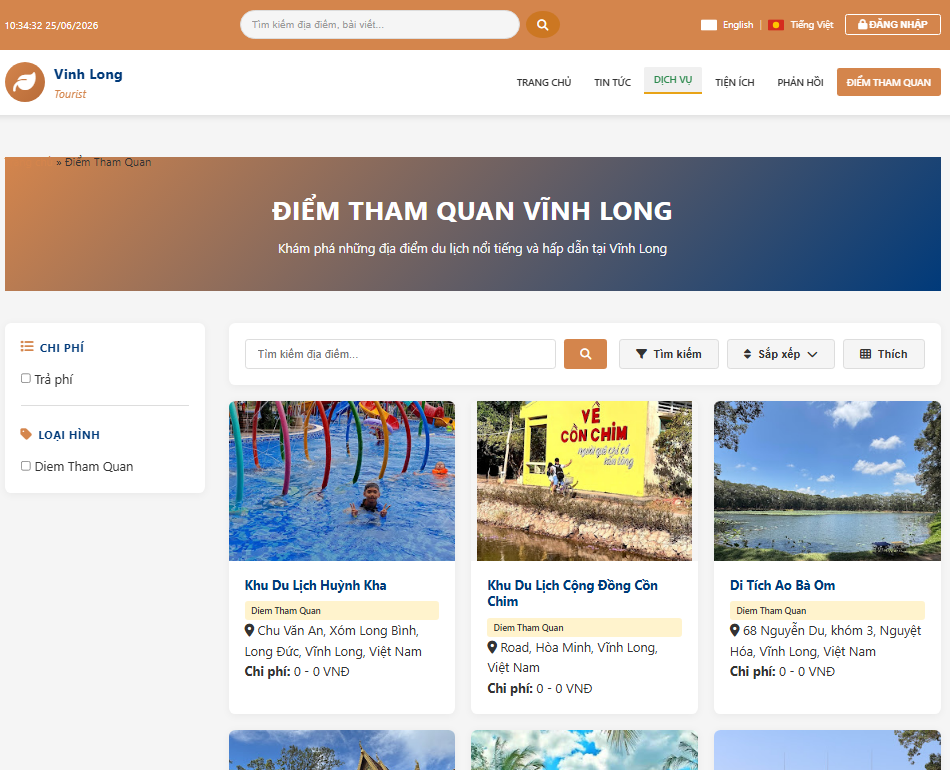 10:34:32 25/06/2026
Tìm kiếm địa điểm, bài viết...
English | Tiếng Việt
ĐĂNG NHẬP
Vinh Long
Tourist
TRANG CHỦ
TIN TỨC
DỊCH VỤ
TIỆN ÍCH
PHẢN HỒI
ĐIỂM THAM QUAN
» Điểm Tham Quan
ĐIỂM THAM QUAN VĨNH LONG
Khám phá những địa điểm du lịch nổi tiếng và hấp dẫn tại Vĩnh Long
CHI PHÍ
Trả phí
LOẠI HÌNH
Diem Tham Quan
Tìm kiếm địa điểm...
Tìm kiếm
Sắp xếp
Thích
VỀ
CỒN CHIM
Khu Du Lịch Huỳnh Kha
Diem Tham Quan
Chu Văn An, Xóm Long Bình,
Long Đức, Vĩnh Long, Việt Nam
Chi phí: 0 - 0 VNĐ
Khu Du Lịch Cộng Đồng Cồn
Chim
Diem Tham Quan
Road, Hòa Minh, Vĩnh Long,
Việt Nam
Chi phí: 0 - 0 VNĐ
Di Tích Ao Bà Om
Diem Tham Quan
68 Nguyễn Du, khóm 3, Nguyệt
Hóa, Vĩnh Long, Việt Nam
Chi phí: 0 - 0 VNĐ